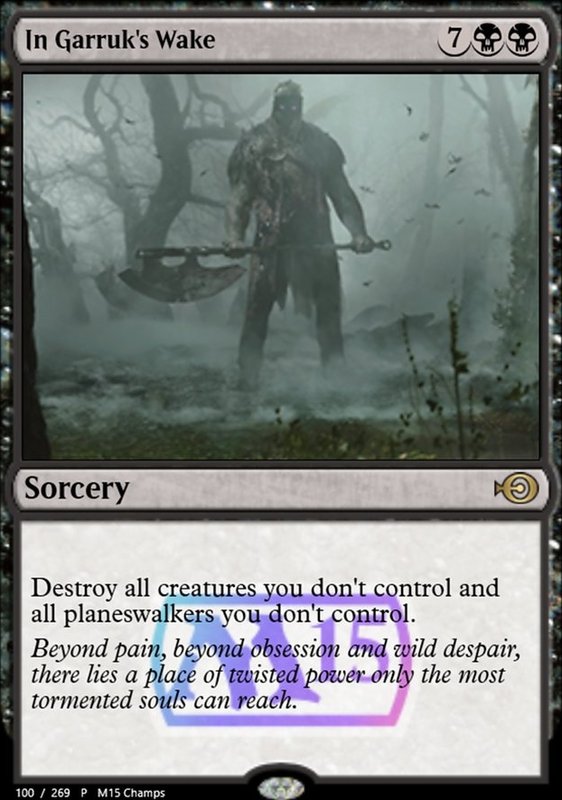 In Garruk's Wake
7
Sorcery
Destroy all creatures you don't control and
all planeswalkers you don't control.
Beyond pain, beyond obsession and wild despair,
there lies a place of twisted power only the most
tormented souls can reach.
M15
100 / 269 P M15 Champs